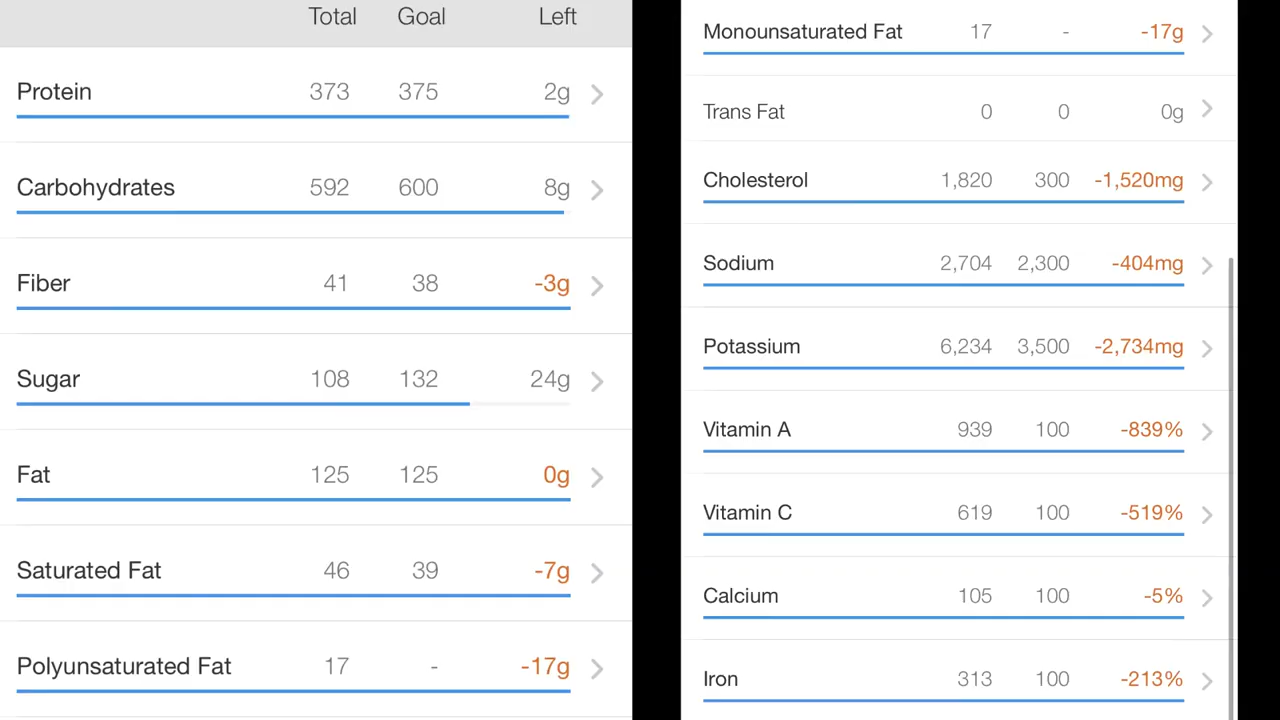 Total Goal Left
Protein 373 375 2g
Carbohydrates 592 600 8g
Fiber 41 38 -3g
Sugar 108 132 24g
Fat 125 125 0g
Saturated Fat 46 39 -7g
Polyunsaturated Fat 17 - -17g
Monounsaturated Fat 17 - -17g
Trans Fat 0 0 0g
Cholesterol 1,820 300 -1,520mg
Sodium 2,704 2,300 -404mg
Potassium 6,234 3,500 -2,734mg
Vitamin A 939 100 -839%
Vitamin C 619 100 -519%
Calcium 105 100 -5%
Iron 313 100 -213%